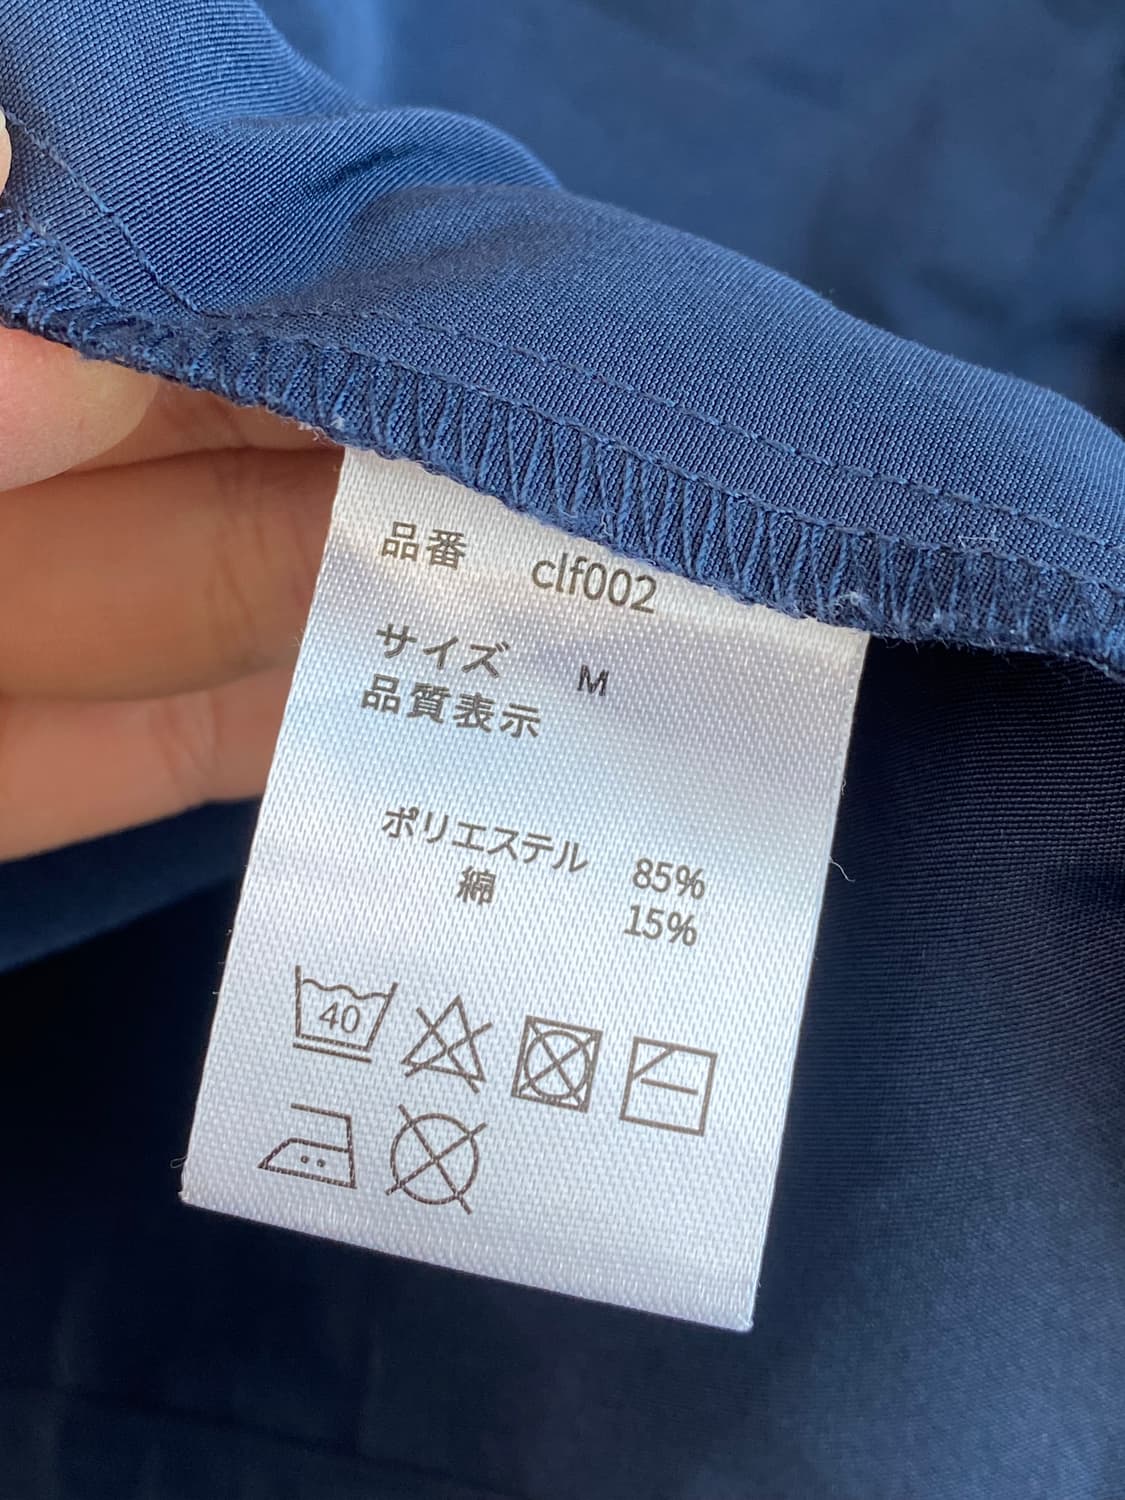 品番 clf002
サイズ M
品質表示
ポリエステル 85%
綿 15%
40